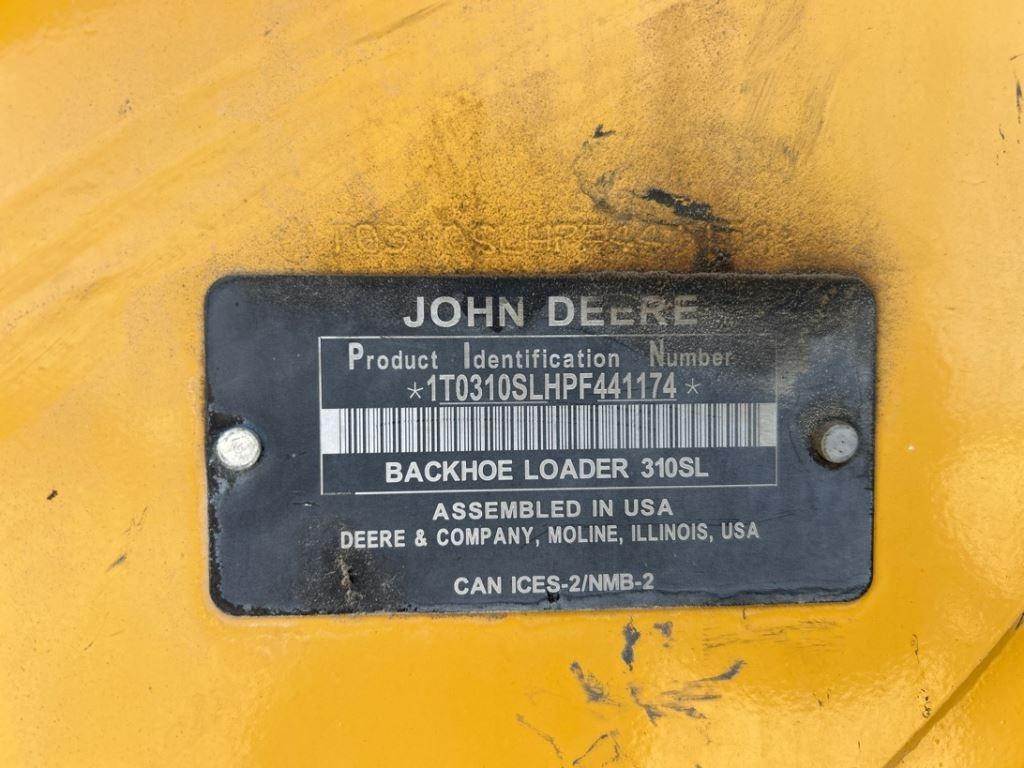 JOHN DEERE
Product Identification Number
*1T0310SLHPF441174*
BACKHOE LOADER 310SL
ASSEMBLED IN USA
DEERE & COMPANY, MOLINE, ILLINOIS, USA
CAN ICES-2/NMB-2